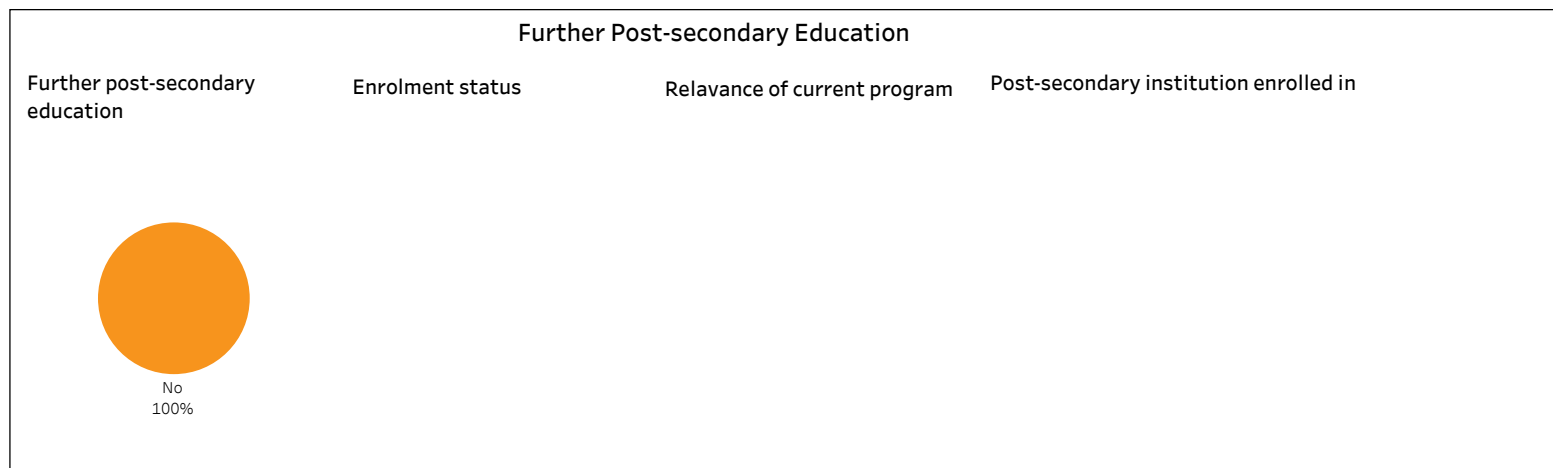 Further Post-secondary Education
Further post-secondary
education
Enrolment status
Relavance of current program
Post-secondary institution enrolled in
No
100%